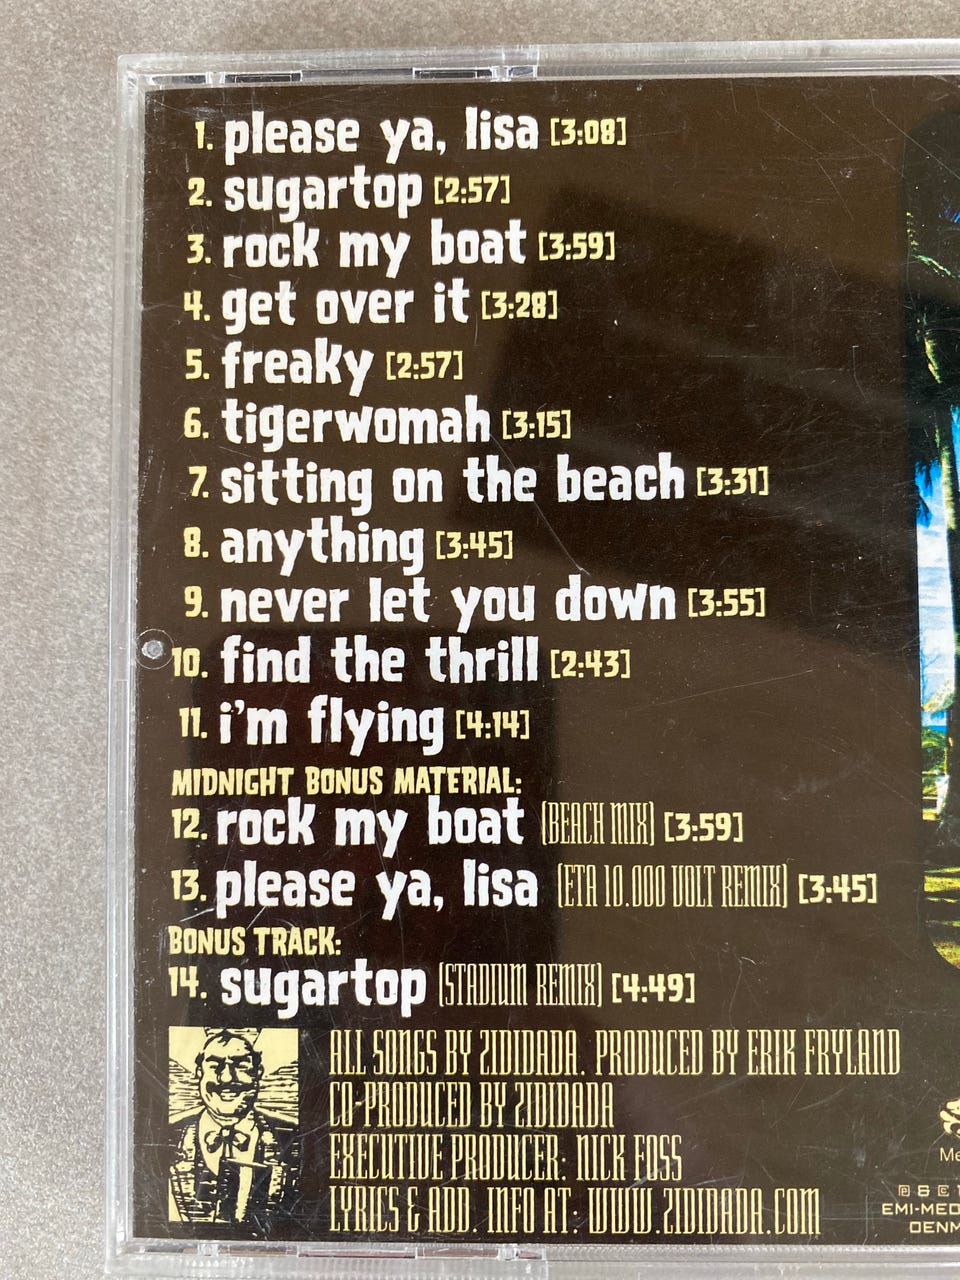 1. please ya, lisa [3:08]
2. sugartop [2:57]
3. rock my boat [3:59]
4. get over it [3:28]
5. freaky [2:57]
6. tigerwomah [3:15]
7. sitting on the beach [3:31]
8. anything [3:45]
9. never let you down [3:55]
10. find the thrill [2:43]
11. i'm flying [4:14]
MIDNIGHT BONUS MATERIAL:
12. rock my boat (BEACH MIX) [3:59]
13. please ya, lisa (ETA 10.000 VOLT REMIX) [3:45]
BONUS TRACK:
14. sugartop (STADIUM REMIX) [4:49]
ALL SONGS BY ZIDIDADA. PRODUCED BY ERIK FRYLAND
CO-PRODUCED BY ZIDIDADA
EXECUTIVE PRODUCER: NICK FOSS
LYRICS & ADD. INFO AT: WWW.ZIDIDADA.COM
Me
℗ & ©
EMI-MED
DENM